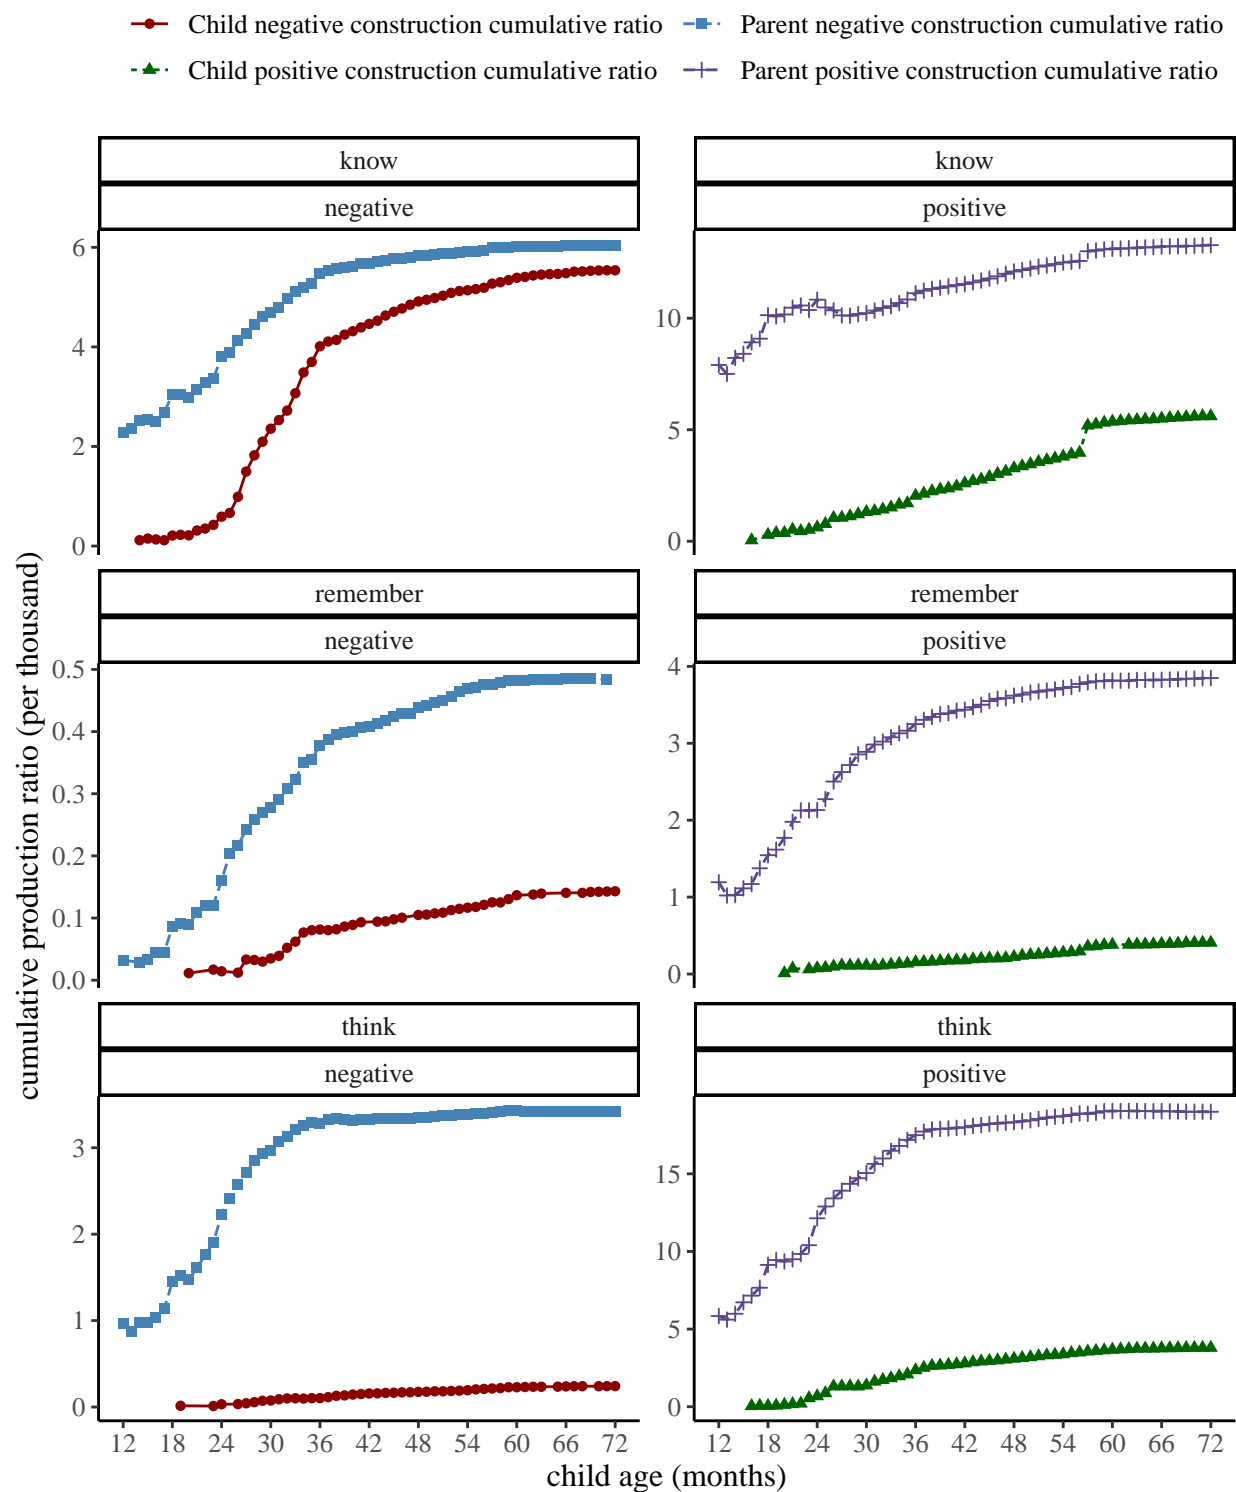 Child negative construction cumulative ratio
Parent negative construction cumulative ratio
Child positive construction cumulative ratio
Parent positive construction cumulative ratio
know
know
negative
positive
6
4
2
0
10
5
0
remember
remember
negative
positive
0.5
0.4
0.3
0.2
0.1
0.0
4
3
2
1
0
think
think
negative
positive
3
2
1
0
15
10
5
0
12 18 24 30 36 42 48 54 60 66 72
12 18 24 30 36 42 48 54 60 66 72
child age (months)
cumulative production ratio (per thousand)